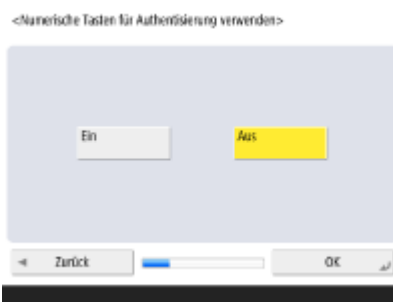 <Numerische Tasten für Authentisierung verwenden>
Ein
Aus
Zurück
OK